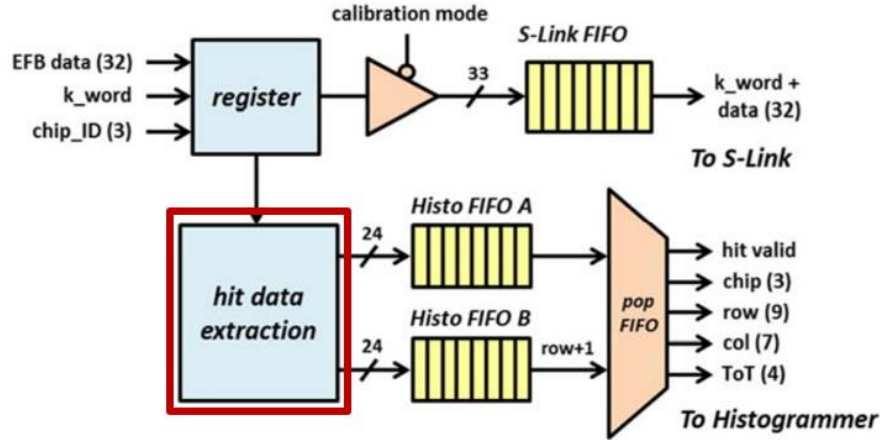 calibration mode
S-Link FIFO
EFB data (32)
k_word
chip_ID (3)
register
33
k_word +
data (32)
To S-Link
Histo FIFO A
24
hit data
extraction
Histo FIFO B
24
row+1
pop
FIFO
hit valid
chip (3)
row (9)
col (7)
ToT (4)
To Histogrammer